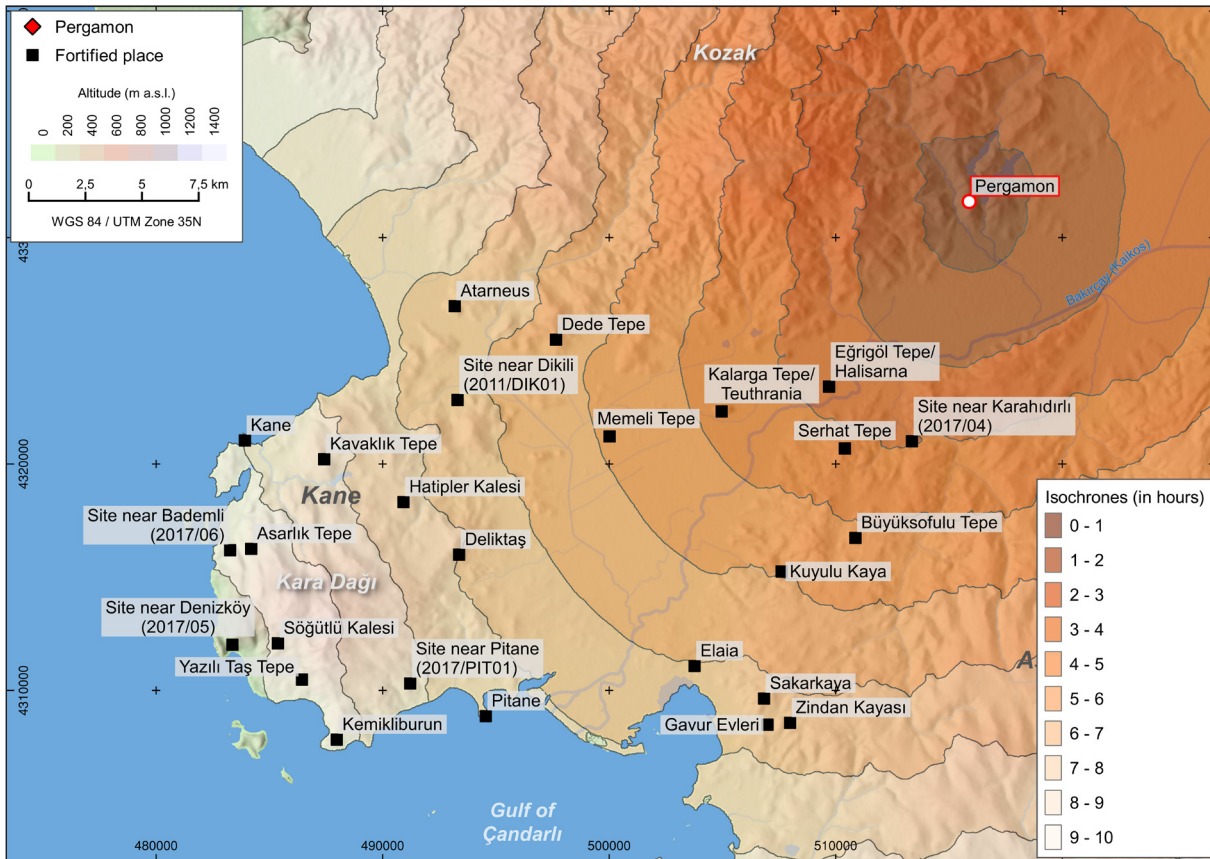 Pergamon
Fortified place
Altitude (m a.s.l.)
0
200
400
600
800
1000
1200
1400
0
2,5
5
7,5 km
WGS 84 / UTM Zone 35N
Kozak
Pergamon
Bakırçay (Kaikos)
Atarneus
Dede Tepe
Site near Dikili
(2011/DIK01)
Eğrigöl Tepe/
Halisarna
Kalarga Tepe/
Teuthrania
Memeli Tepe
Site near Karahıdırlı
(2017/04)
Serhat Tepe
Kane
Kavaklık Tepe
Kane
Hatipler Kalesi
Site near Bademli
(2017/06)
Asarlık Tepe
Deliktaş
Büyüksofulu Tepe
Kuyulu Kaya
Kara Dağı
Site near Denizköy
(2017/05)
Söğütlü Kalesi
Site near Pitane
(2017/PIT01)
Yazılı Taş Tepe
Elaia
Sakarkaya
Pitane
Zindan Kayası
Gavur Evleri
Kemikliburun
Gulf of
Çandarlı
Isochrones (in hours)
0 - 1
1 - 2
2 - 3
3 - 4
4 - 5
5 - 6
6 - 7
7 - 8
8 - 9
9 - 10
4320000
4310000
480000
490000
500000
510000